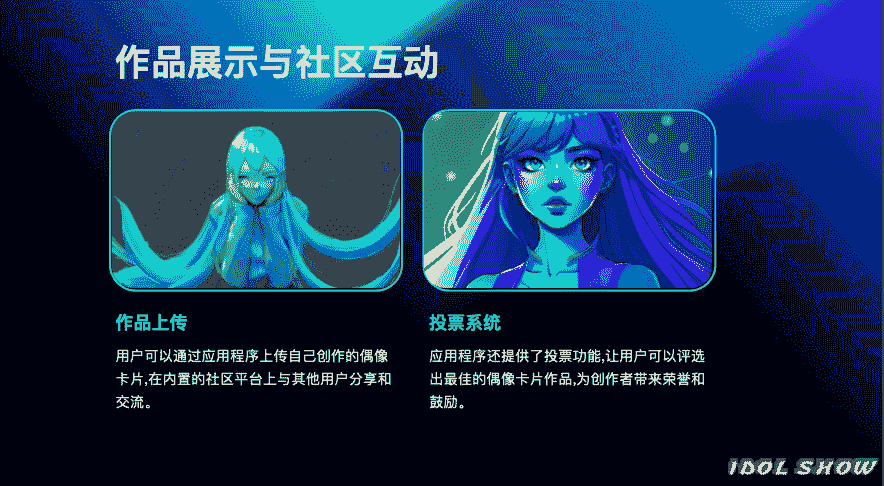 作品展示与社区互动
作品上传
用户可以通过应用程序上传自己创作的偶像
卡片,在内置的社区平台上与其他用户分享和
交流。
投票系统
应用程序还提供了投票功能,让用户可以评选
出最佳的偶像卡片作品,为创作者带来荣誉和
鼓励。
IDOL SHOW